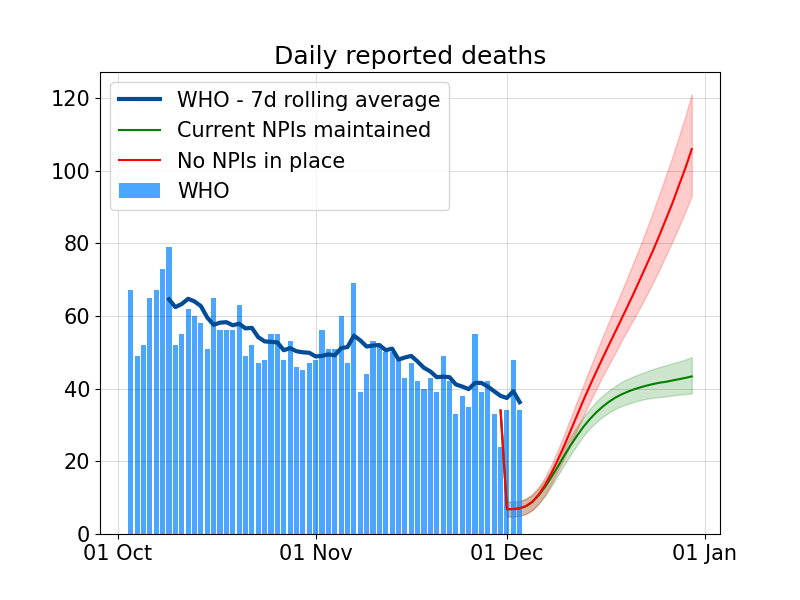 Daily reported deaths
WHO - 7d rolling average
Current NPIs maintained
No NPIs in place
WHO
120
100
80
60
40
20
0
01 Oct
01 Nov
01 Dec
01 Jan